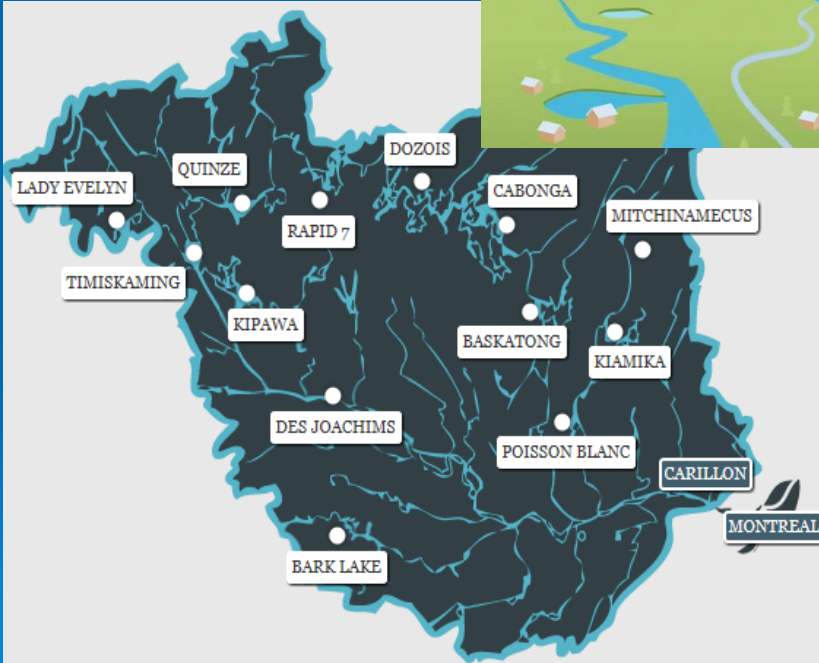 DOZOIS
QUINZE
LADY EVELYN
CABONGA
MITCHINAMECUS
RAPID 7
TIMISKAMING
KIPAWA
BASKATONG
KIAMIKA
DES JOACHIMS
POISSON BLANC
CARILLON
MONTREAL
BARK LAKE